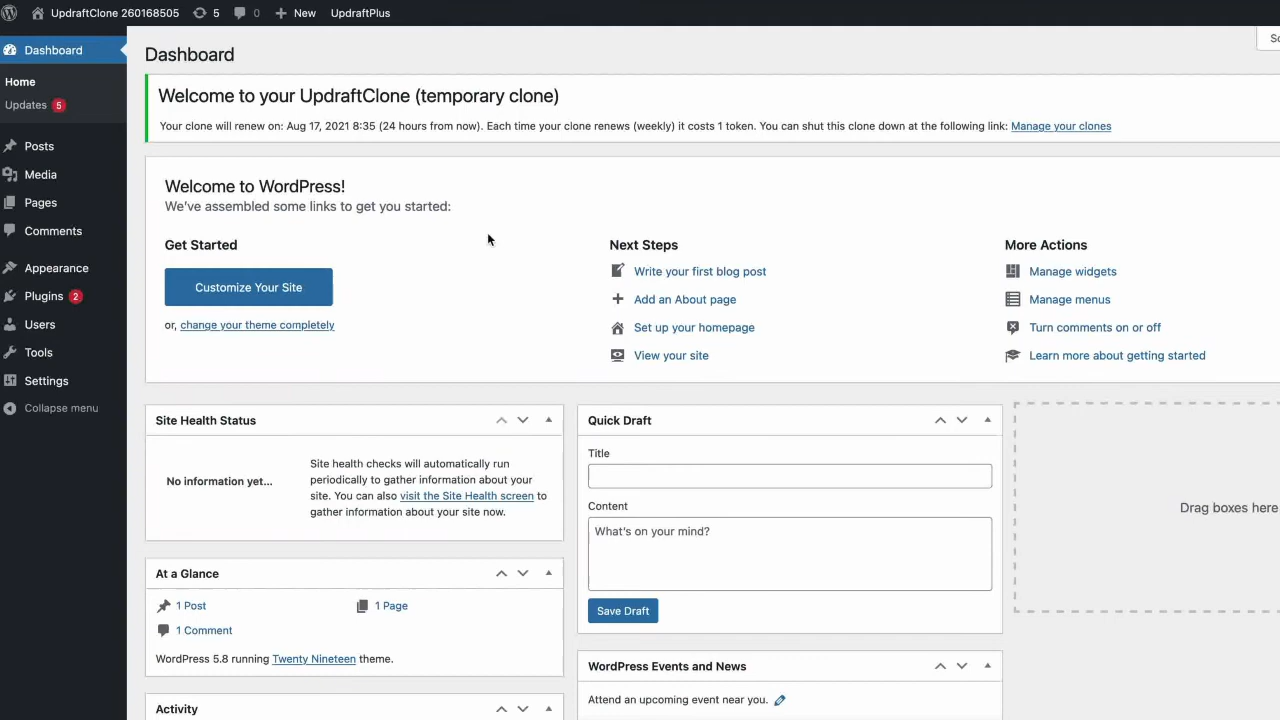 UpdraftClone 260168505 5 0 New UpdraftPlus
Dashboard
Home
Updates 5
Posts
Media
Pages
Comments
Appearance
Plugins 2
Users
Tools
Settings
Collapse menu
Dashboard
Welcome to your UpdraftClone (temporary clone)
Your clone will renew on: Aug 17, 2021 8:35 (24 hours from now). Each time your clone renews (weekly) it costs 1 token. You can shut this clone down at the following link: Manage your clones
Welcome to WordPress!
We've assembled some links to get you started:
Get Started
Customize Your Site
or, change your theme completely
Next Steps
Write your first blog post
Add an About page
Set up your homepage
View your site
More Actions
Manage widgets
Manage menus
Turn comments on or off
Learn more about getting started
Site Health Status
No information yet...
Site health checks will automatically run
periodically to gather information about your
site. You can also visit the Site Health screen to
gather information about your site now.
At a Glance
1 Post 1 Page
1 Comment
WordPress 5.8 running Twenty Nineteen theme.
Activity
Quick Draft
Title
Content
What's on your mind?
Save Draft
WordPress Events and News
Attend an upcoming event near you.
Drag boxes here